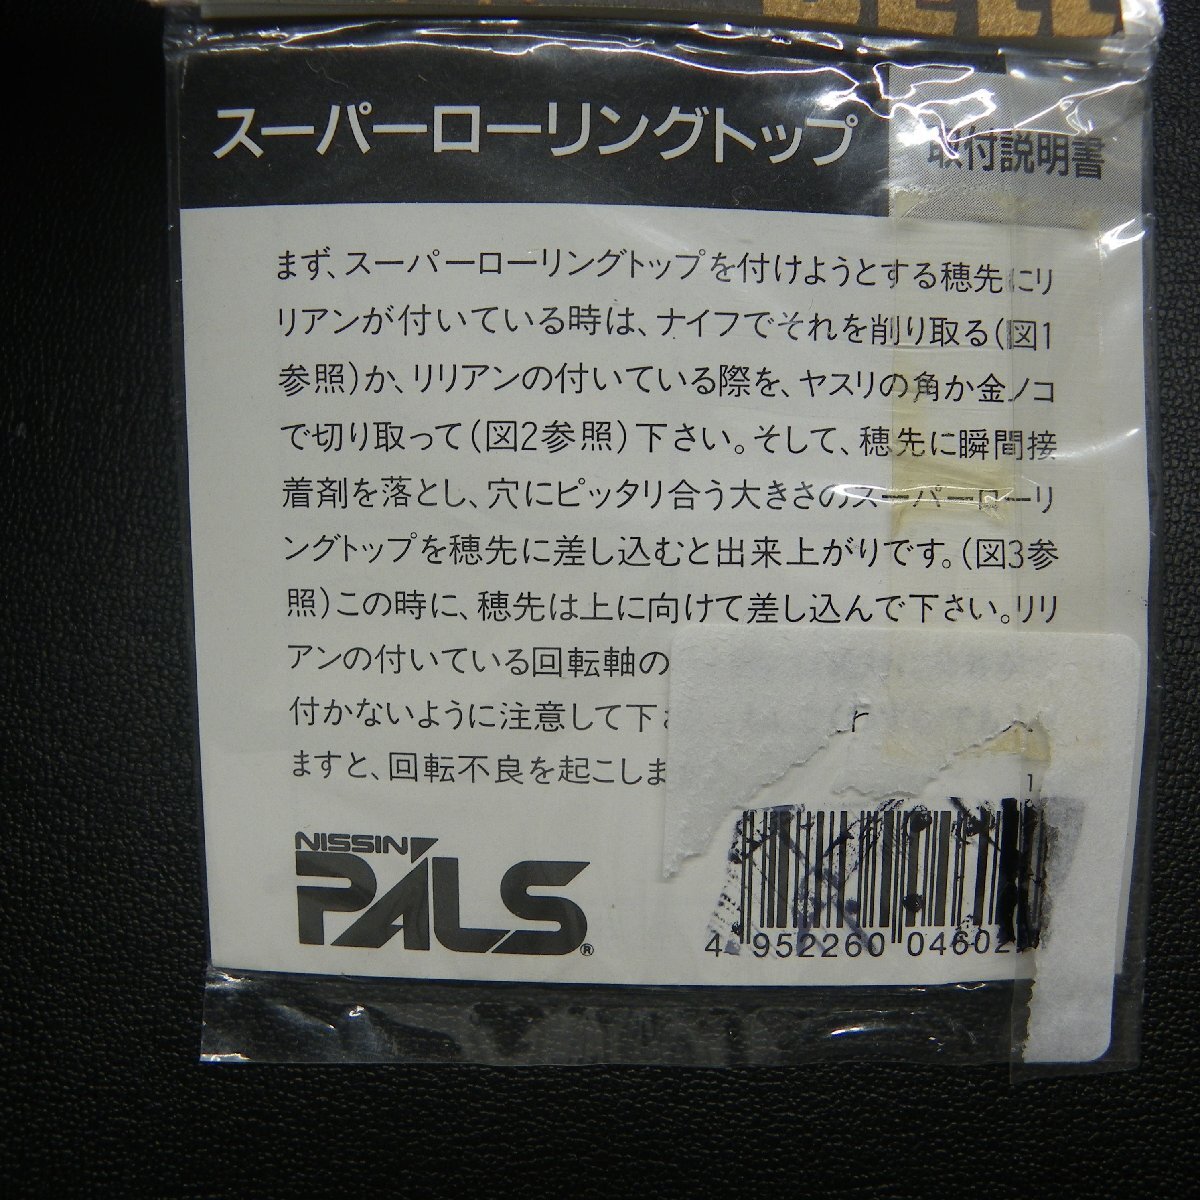 BELL
スーパーローリングトップ 取付説明書
まず、スーパーローリングトップを付けようとする穂先にリ
リアンが付いている時は、ナイフでそれを削り取る(図1
参照)か、リリアンの付いている際を、ヤスリの角か金ノコ
で切り取って(図2参照)下さい。そして、穂先に瞬間接
着剤を落とし、穴にピッタリ合う大きさのスーパーローリ
ングトップを穂先に差し込むと出来上がりです。(図3参
照)この時に、穂先は上に向けて差し込んで下さい。リリ
アンの付いている回転軸の
付かないように注意して下さ
ますと、回転不良を起こしま
NISSIN
PALS®
4 952260 04602